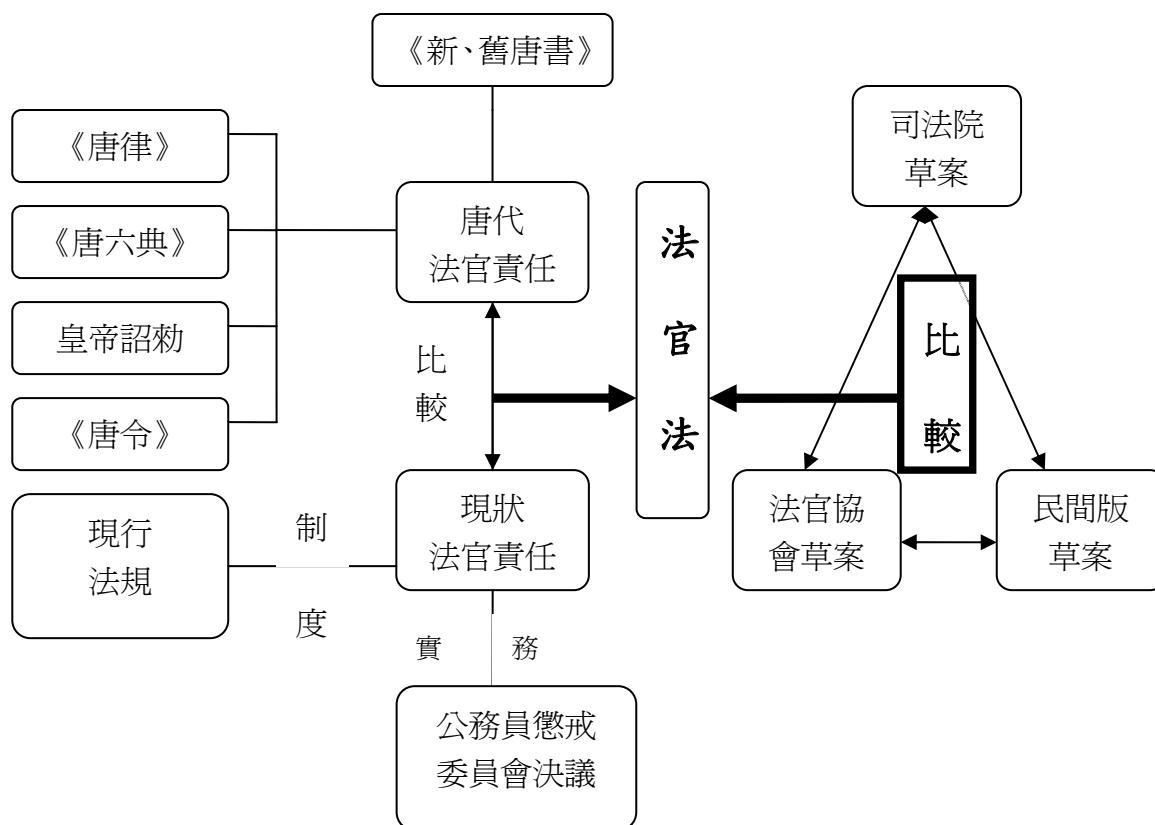 《新、舊唐書》
《唐律》
《唐六典》
皇帝詔勑
《唐令》
唐代
法官責任
比
較
現狀
法官責任
現行
法規
制
度
實 務
公務員懲戒
委員會決議
法
官
法
比
較
司法院
草案
法官協
會草案
民間版
草案